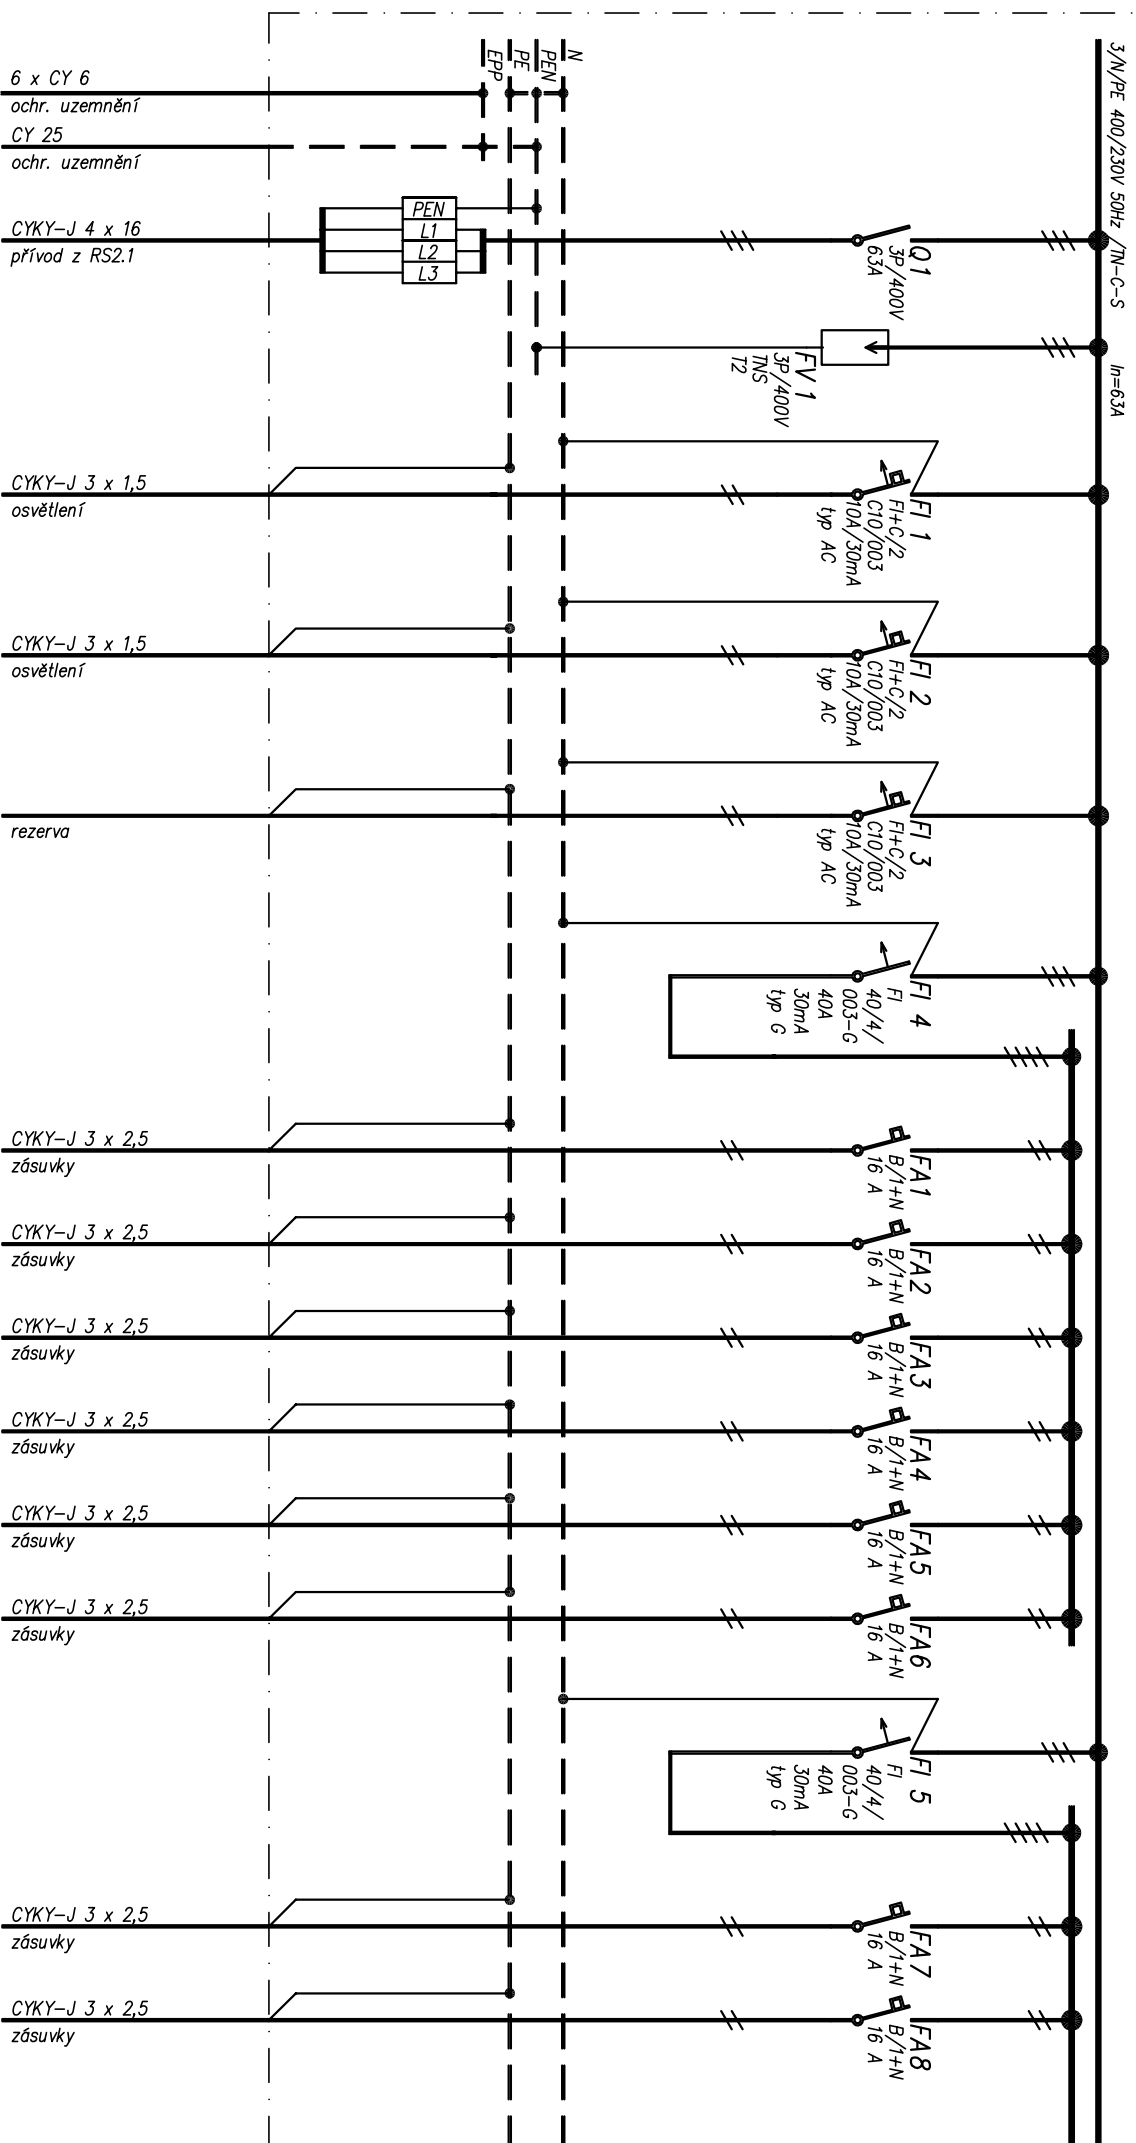 3/N/PE 400/230V 50Hz /TN-C-S In=63A
N
PEN
PE
EPP
6 x CY 6
ochr. uzemnění
CY 25
ochr. uzemnění
CYKY-J 4 x 16
přívod z RS2.1
PEN
L1
L2
L3
Q1
3P/400V
63A
FV 1
3P/400V
TNS
T2
CYKY-J 3 x 1,5
osvětlení
FI 1
FI+C/2
C10/003
10A/30mA
typ AC
CYKY-J 3 x 1,5
osvětlení
FI 2
FI+C/2
C10/003
10A/30mA
typ AC
rezerva
FI 3
FI+C/2
C10/003
10A/30mA
typ AC
FI 4
FI
40/4/
003-G
40A
30mA
typ G
CYKY-J 3 x 2,5
zásuvky
FA1
B/1+N
16 A
CYKY-J 3 x 2,5
zásuvky
FA2
B/1+N
16 A
CYKY-J 3 x 2,5
zásuvky
FA3
B/1+N
16 A
CYKY-J 3 x 2,5
zásuvky
FA4
B/1+N
16 A
CYKY-J 3 x 2,5
zásuvky
FA5
B/1+N
16 A
CYKY-J 3 x 2,5
zásuvky
FA6
B/1+N
16 A
FI 5
FI
40/4/
003-G
40A
30mA
typ G
CYKY-J 3 x 2,5
zásuvky
FA7
B/1+N
16 A
CYKY-J 3 x 2,5
zásuvky
FA8
B/1+N
16 A